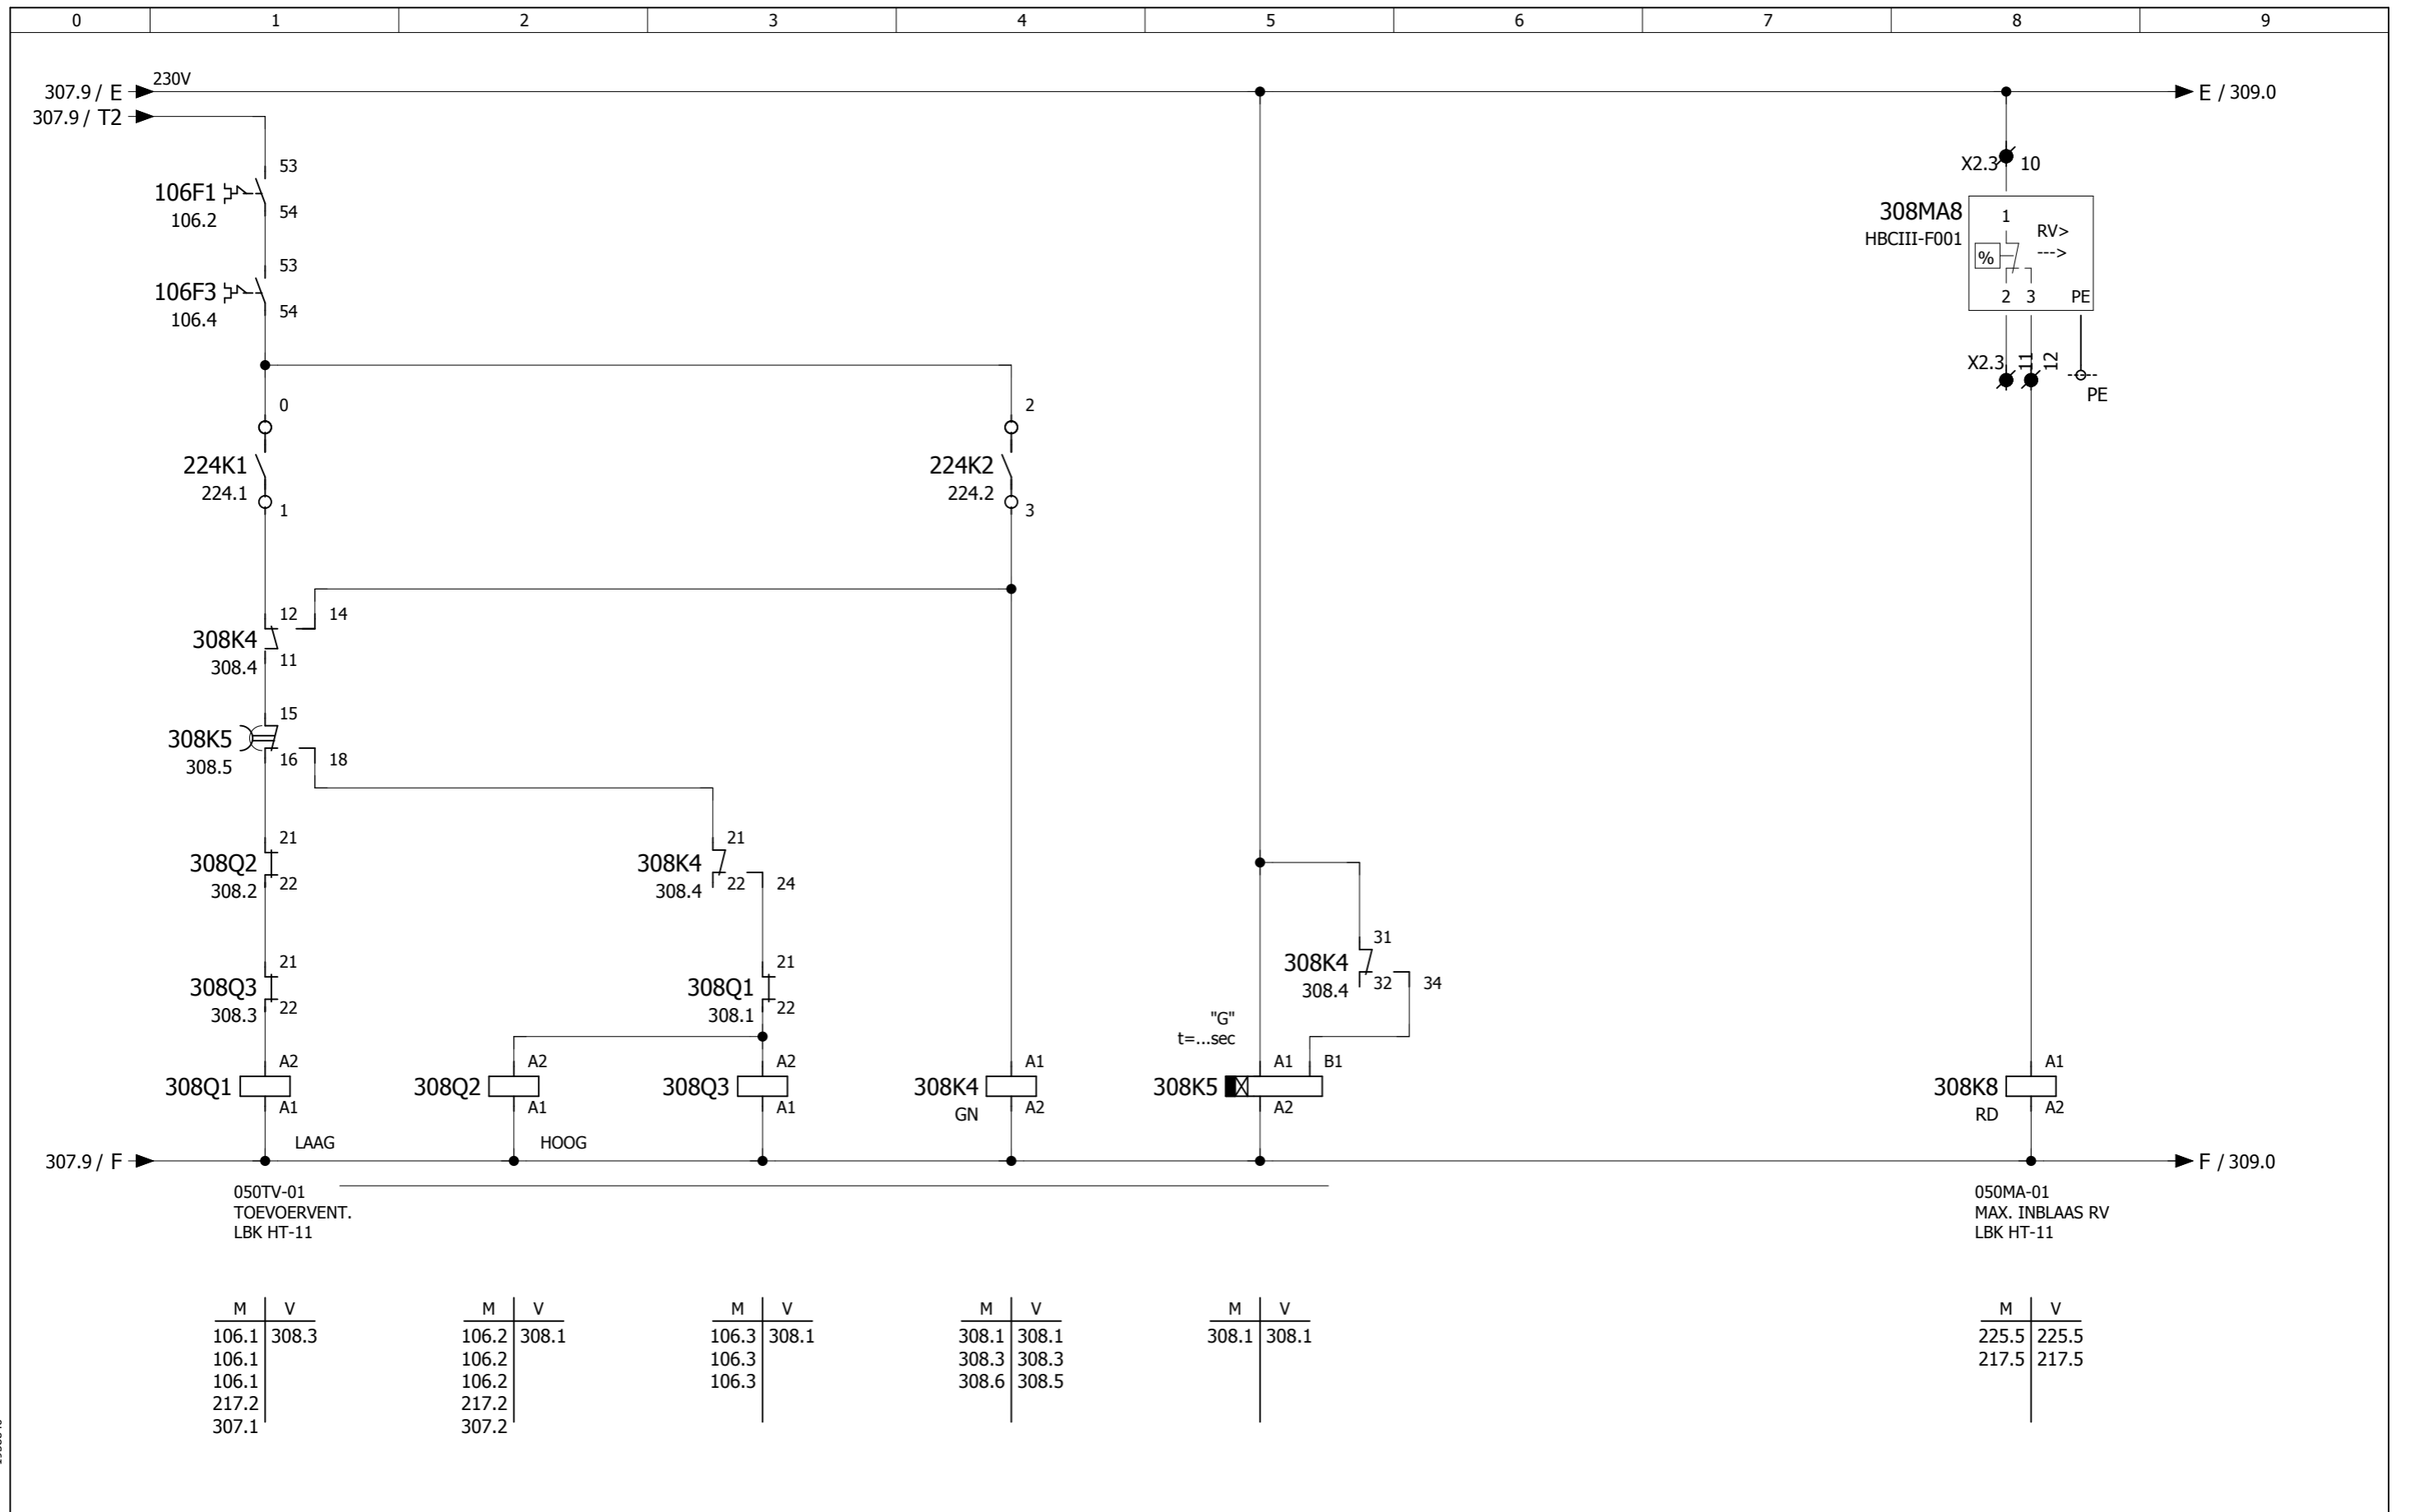 0 1 2 3 4 5 6 7 8 9
230V
307.9 / E
E / 309.0
307.9 / T2
53
106F1
106.2
54
53
106F3
106.4
54
X2.3 10
308MA8
HBCIII-F001
1
RV>
--->
%
2 3 PE
X2.3 11 12
PE
0
224K1
224.1
1
2
224K2
224.2
3
12 14
308K4
308.4
11
15
308K5
308.5
16 18
21
308Q2
308.2
22
21
308K4
308.4
22 24
21
308Q3
308.3
22
21
308Q1
308.1
22
31
308K4
308.4
32 34
"G"
t=...sec
A2 A2 A2 A1 A1 B1 A1
308Q1 308Q2 308Q3 308K4 308K5 308K8
GN RD
A1 A1 A1 A2 A2 A2
LAAG HOOG
307.9 / F
F / 309.0
050TV-01
TOEVOERVENT.
LBK HT-11
050MA-01
MAX. INBLAAS RV
LBK HT-11
M V
106.1 308.3
106.1
106.1
217.2
307.1
M V
106.2 308.1
106.2
106.2
217.2
307.2
M V
106.3 308.1
106.3
106.3
M V
308.1 308.1
308.3 308.3
308.6 308.5
M V
308.1 308.1
M V
225.5 225.5
217.5 217.5